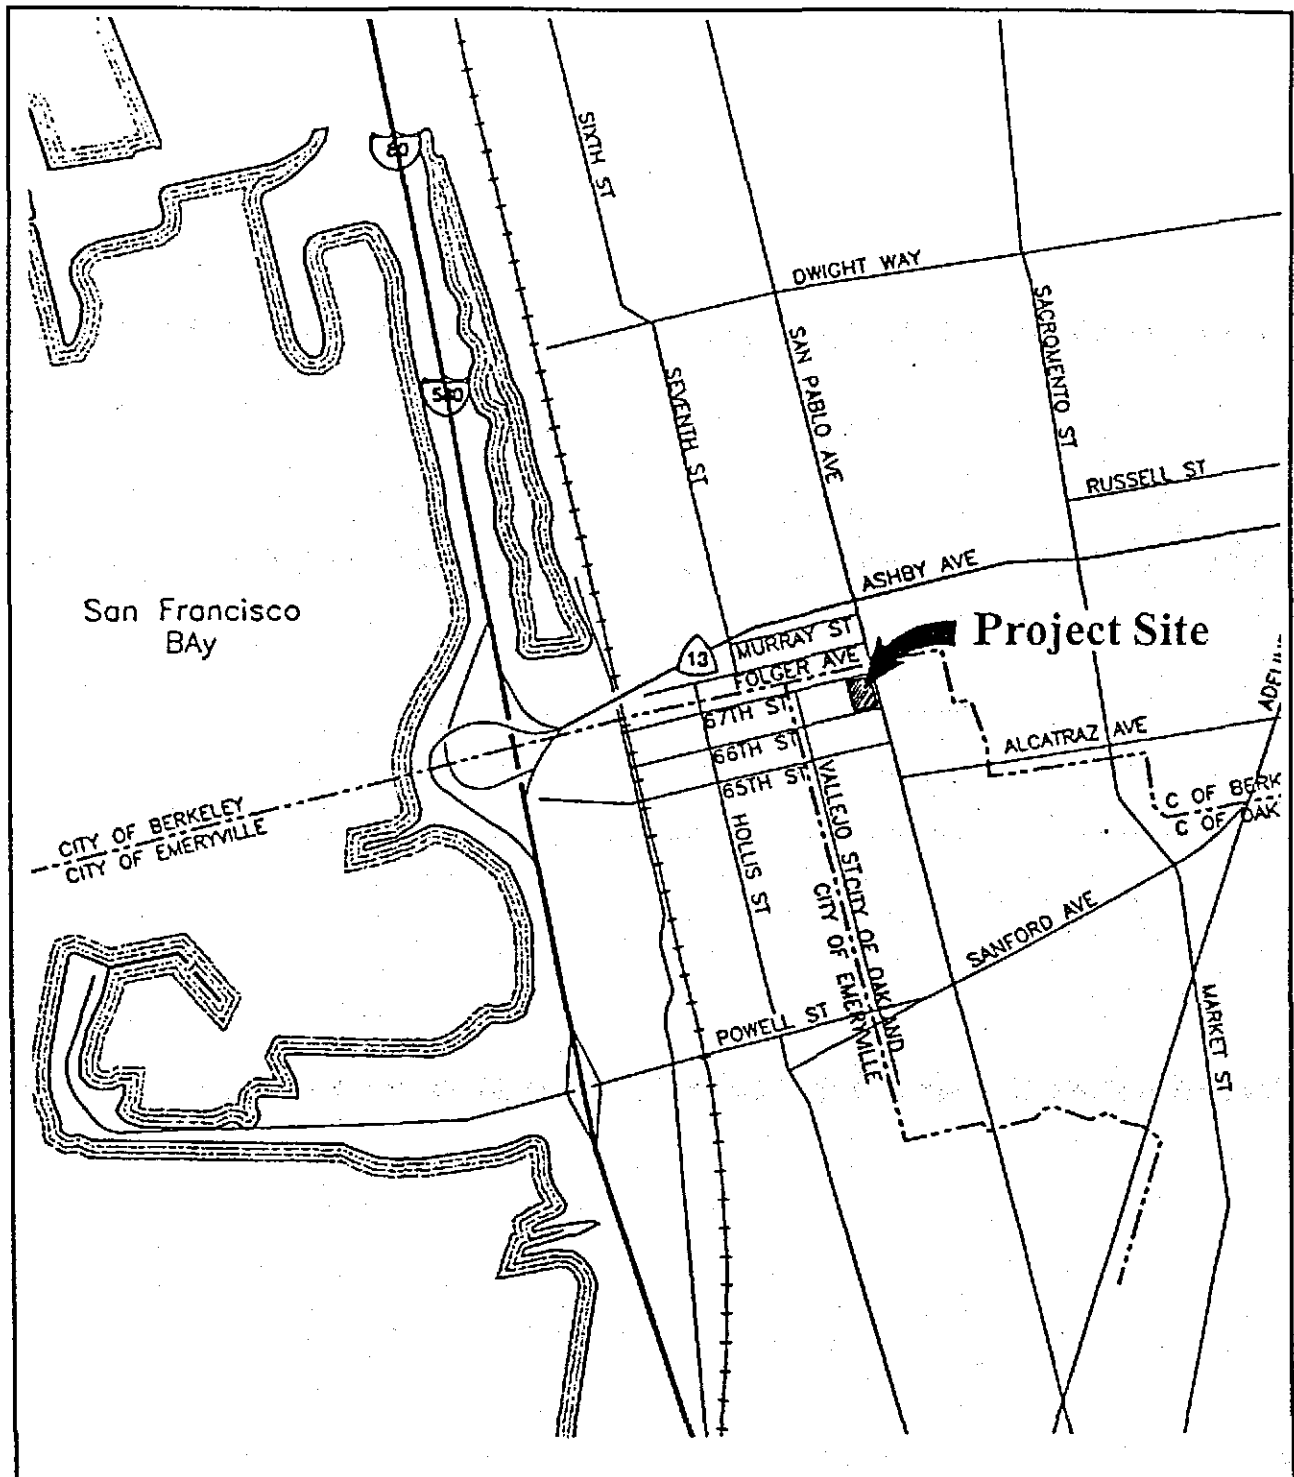 80
SIXTH ST
DWIGHT WAY
SACROMENTO ST
SAN PABLO AVE
580
SEVENTH ST
RUSSELL ST
ASHBY AVE
San Francisco
BAy
Project Site
MURRAY ST
13
FOLGER AVE
67TH ST
ADELI
66TH ST
ALCATRAZ AVE
65TH ST
VALLEJO ST
CITY OF BERKELEY
CITY OF EMERYVILLE
C OF BERK
C OF OAK
HOLLIS ST
CITY OF OAKLAND
CITY OF EMERYVILLE
SANFORD AVE
POWELL ST
MARKET ST